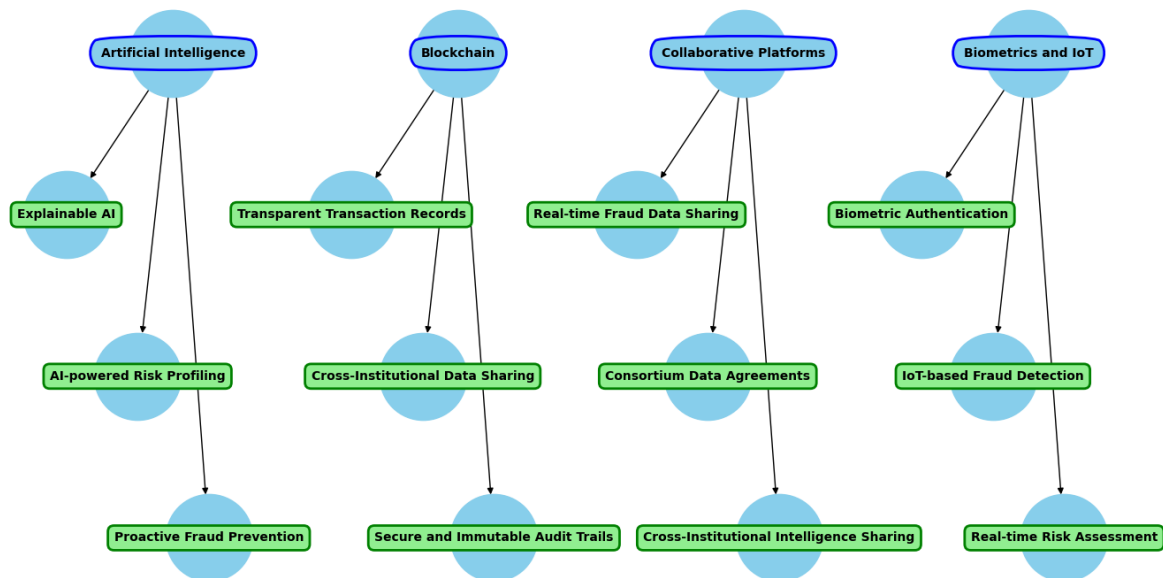 Artificial Intelligence
Blockchain
Collaborative Platforms
Biometrics and IoT
Explainable AI
Transparent Transaction Records
Real-time Fraud Data Sharing
Biometric Authentication
AI-powered Risk Profiling
Cross-Institutional Data Sharing
Consortium Data Agreements
IoT-based Fraud Detection
Proactive Fraud Prevention
Secure and Immutable Audit Trails
Cross-Institutional Intelligence Sharing
Real-time Risk Assessment